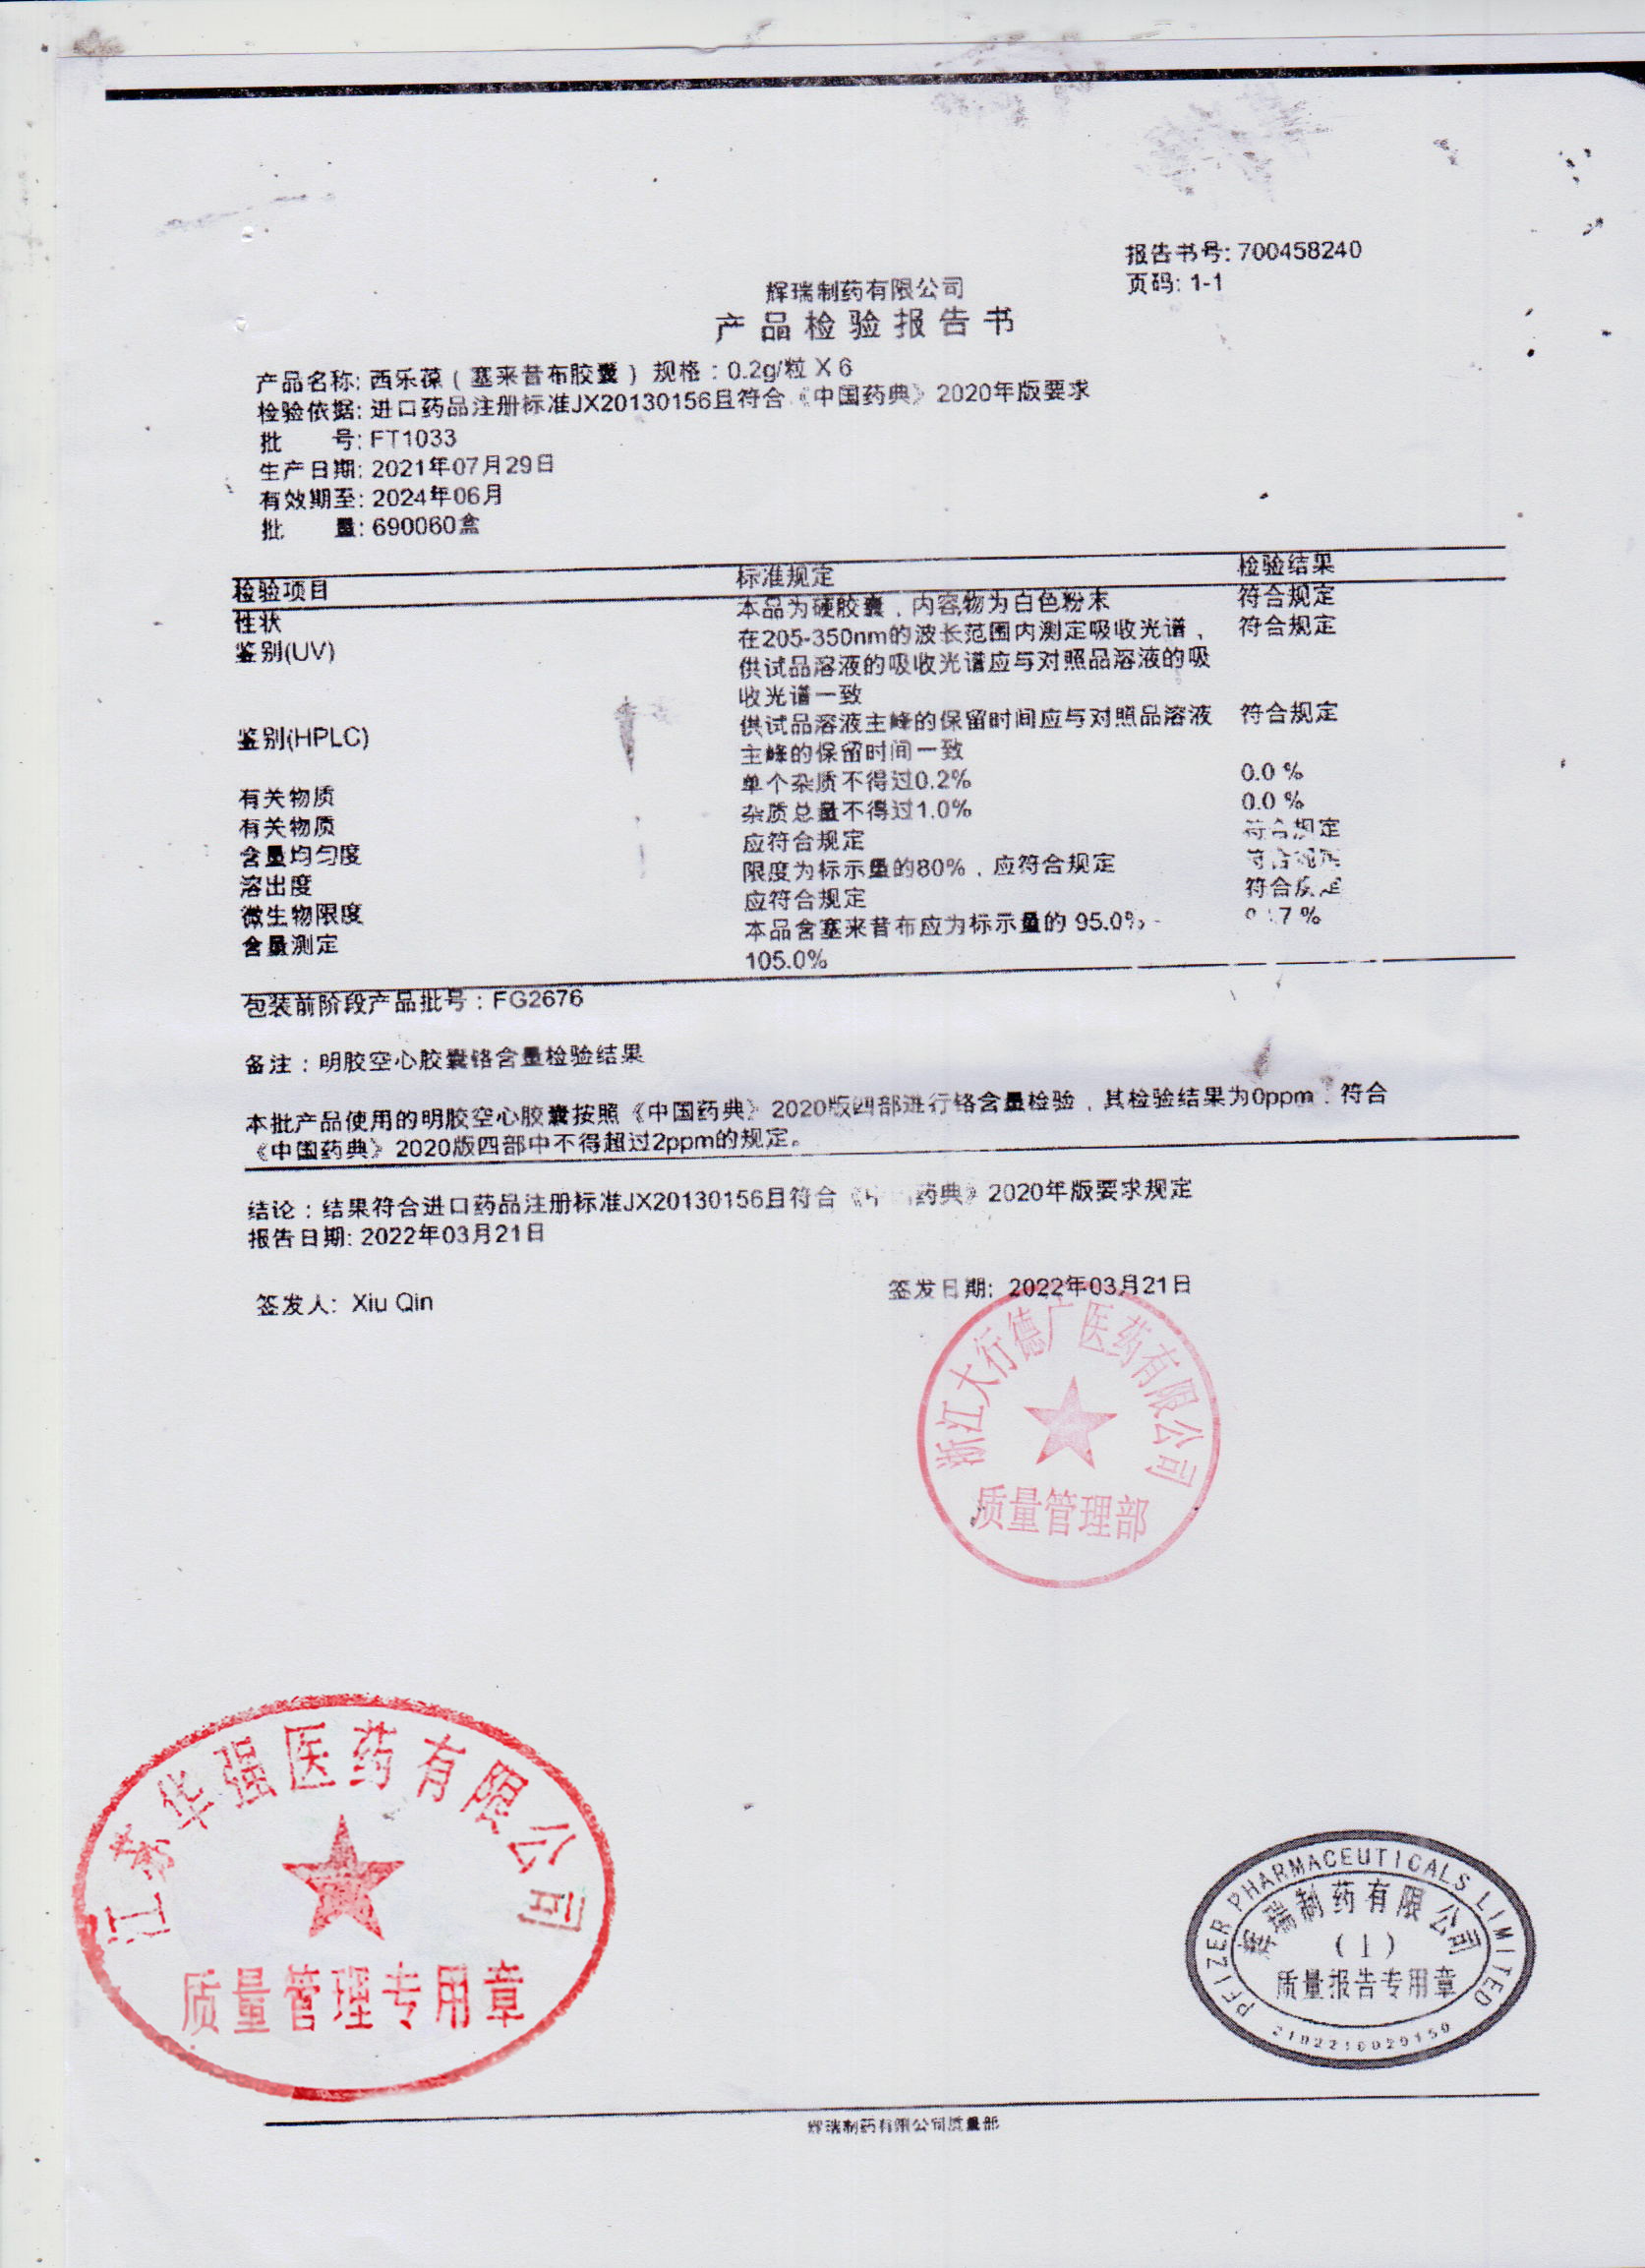 报告书号: 700458240
页码: 1-1
辉瑞制药有限公司
产品检验报告书
产品名称: 西乐葆（塞来昔布胶囊）规格：0.2g/粒 X 6
检验依据: 进口药品注册标准JX20130156且符合《中国药典》2020年版要求
批 号: FT1033
生产日期: 2021年07月29日
有效期至: 2024年06月
批 量: 690060盒
检验项目 标准规定 检验结果
性状 本品为硬胶囊，内容物为白色粉末 符合规定
鉴别(UV) 在205-350nm的波长范围内测定吸收光谱， 符合规定
供试品溶液的吸收光谱应与对照品溶液的吸
收光谱一致
鉴别(HPLC) 供试品溶液主峰的保留时间应与对照品溶液 符合规定
主峰的保留时间一致
有关物质 单个杂质不得过0.2% 0.0 %
有关物质 杂质总量不得过1.0% 0.0 %
含量均匀度 应符合规定 符合规定
溶出度 限度为标示量的80%，应符合规定 符合规定
微生物限度 应符合规定 符合规定
含量测定 本品含塞来昔布应为标示量的 95.0% -
105.0%
包装前阶段产品批号：FG2676
备注：明胶空心胶囊铬含量检验结果
本批产品使用的明胶空心胶囊按照《中国药典》2020版四部进行铬含量检验，其检验结果为0ppm．符合
《中国药典》2020版四部中不得超过2ppm的规定。
结论：结果符合进口药品注册标准JX20130156且符合《中国药典》2020年版要求规定
报告日期: 2022年03月21日
签发人: Xiu Qin 签发日期: 2022年03月21日
浙江大行德广医药有限公司
质量管理部
江苏华强医药有限公司
质量管理专用章
PFIZER PHARMACEUTICALS LIMITED
辉瑞制药有限公司
(1)
质量报告专用章
辉瑞制药有限公司质量部